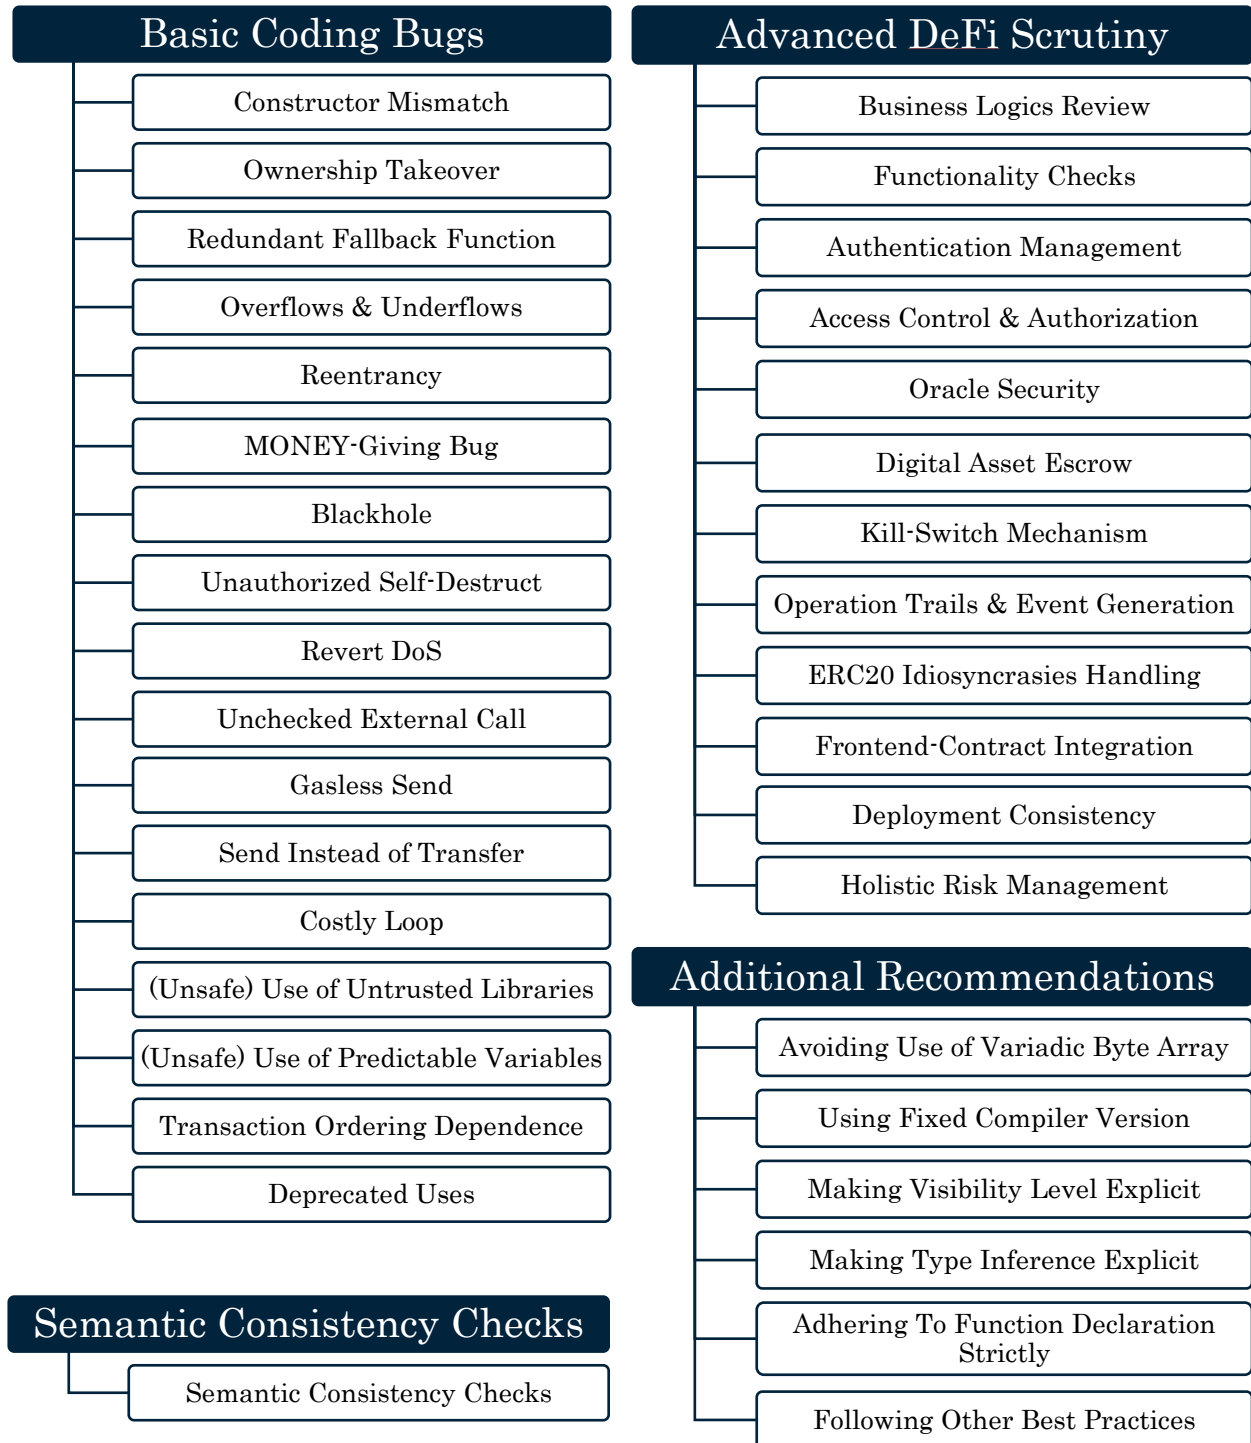 Basic Coding Bugs
Constructor Mismatch
Ownership Takeover
Redundant Fallback Function
Overflows & Underflows
Reentrancy
MONEY-Giving Bug
Blackhole
Unauthorized Self-Destruct
Revert DoS
Unchecked External Call
Gasless Send
Send Instead of Transfer
Costly Loop
(Unsafe) Use of Untrusted Libraries
(Unsafe) Use of Predictable Variables
Transaction Ordering Dependence
Deprecated Uses
Semantic Consistency Checks
Semantic Consistency Checks
Advanced DeFi Scrutiny
Business Logics Review
Functionality Checks
Authentication Management
Access Control & Authorization
Oracle Security
Digital Asset Escrow
Kill-Switch Mechanism
Operation Trails & Event Generation
ERC20 Idiosyncrasies Handling
Frontend-Contract Integration
Deployment Consistency
Holistic Risk Management
Additional Recommendations
Avoiding Use of Variadic Byte Array
Using Fixed Compiler Version
Making Visibility Level Explicit
Making Type Inference Explicit
Adhering To Function Declaration
Strictly
Following Other Best Practices